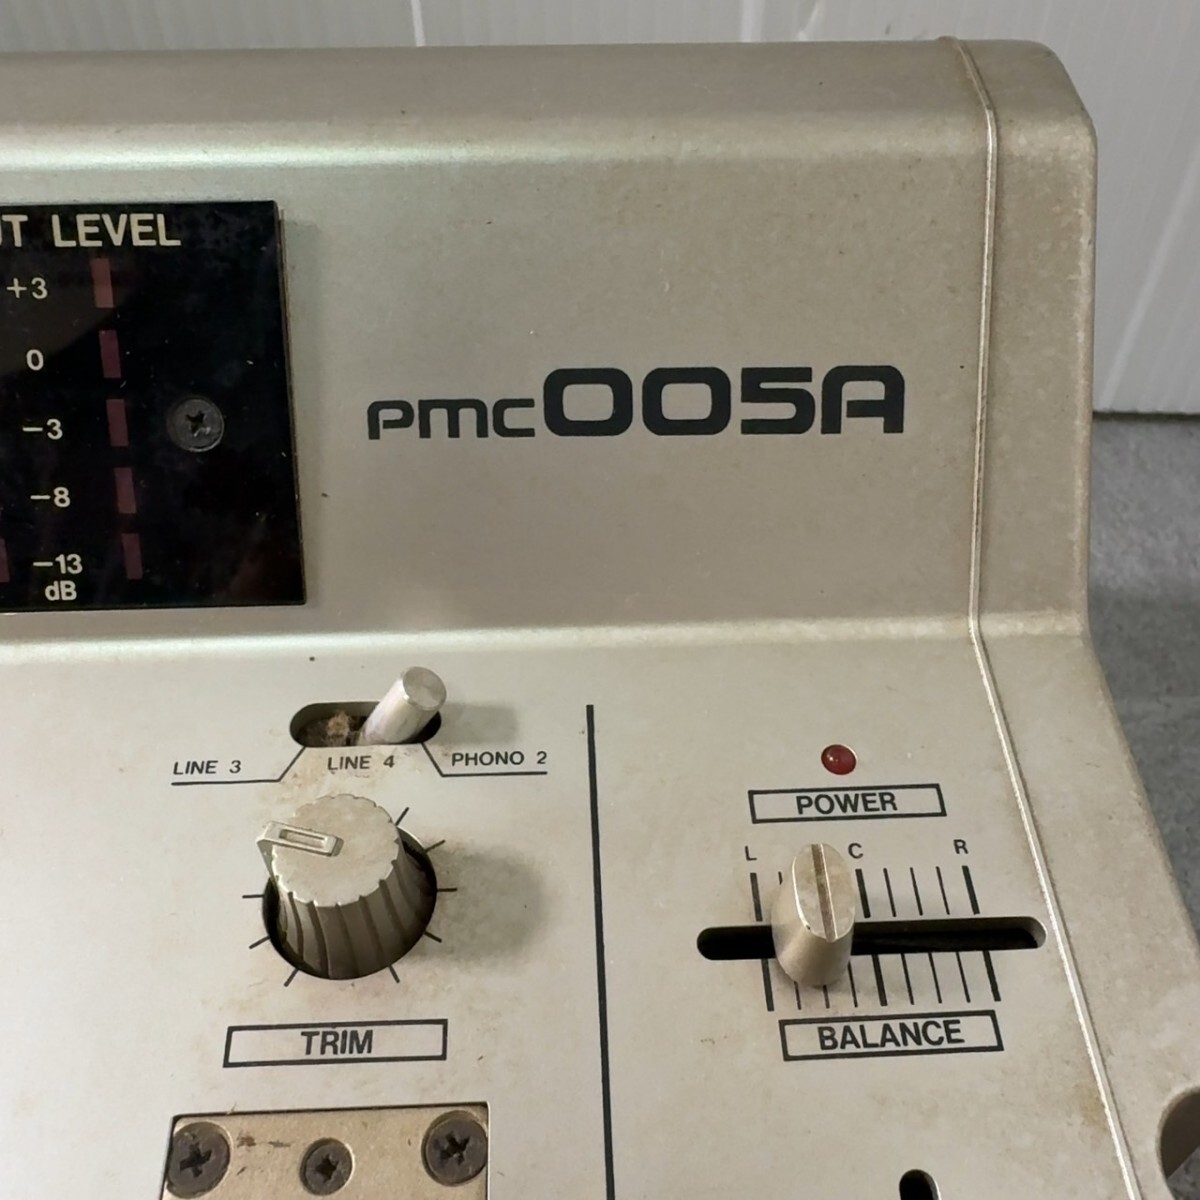 LEVEL
+3
0
-3
-8
-13
dB
PMC005A
LINE 3 LINE 4 PHONO 2
POWER
L C R
TRIM
BALANCE